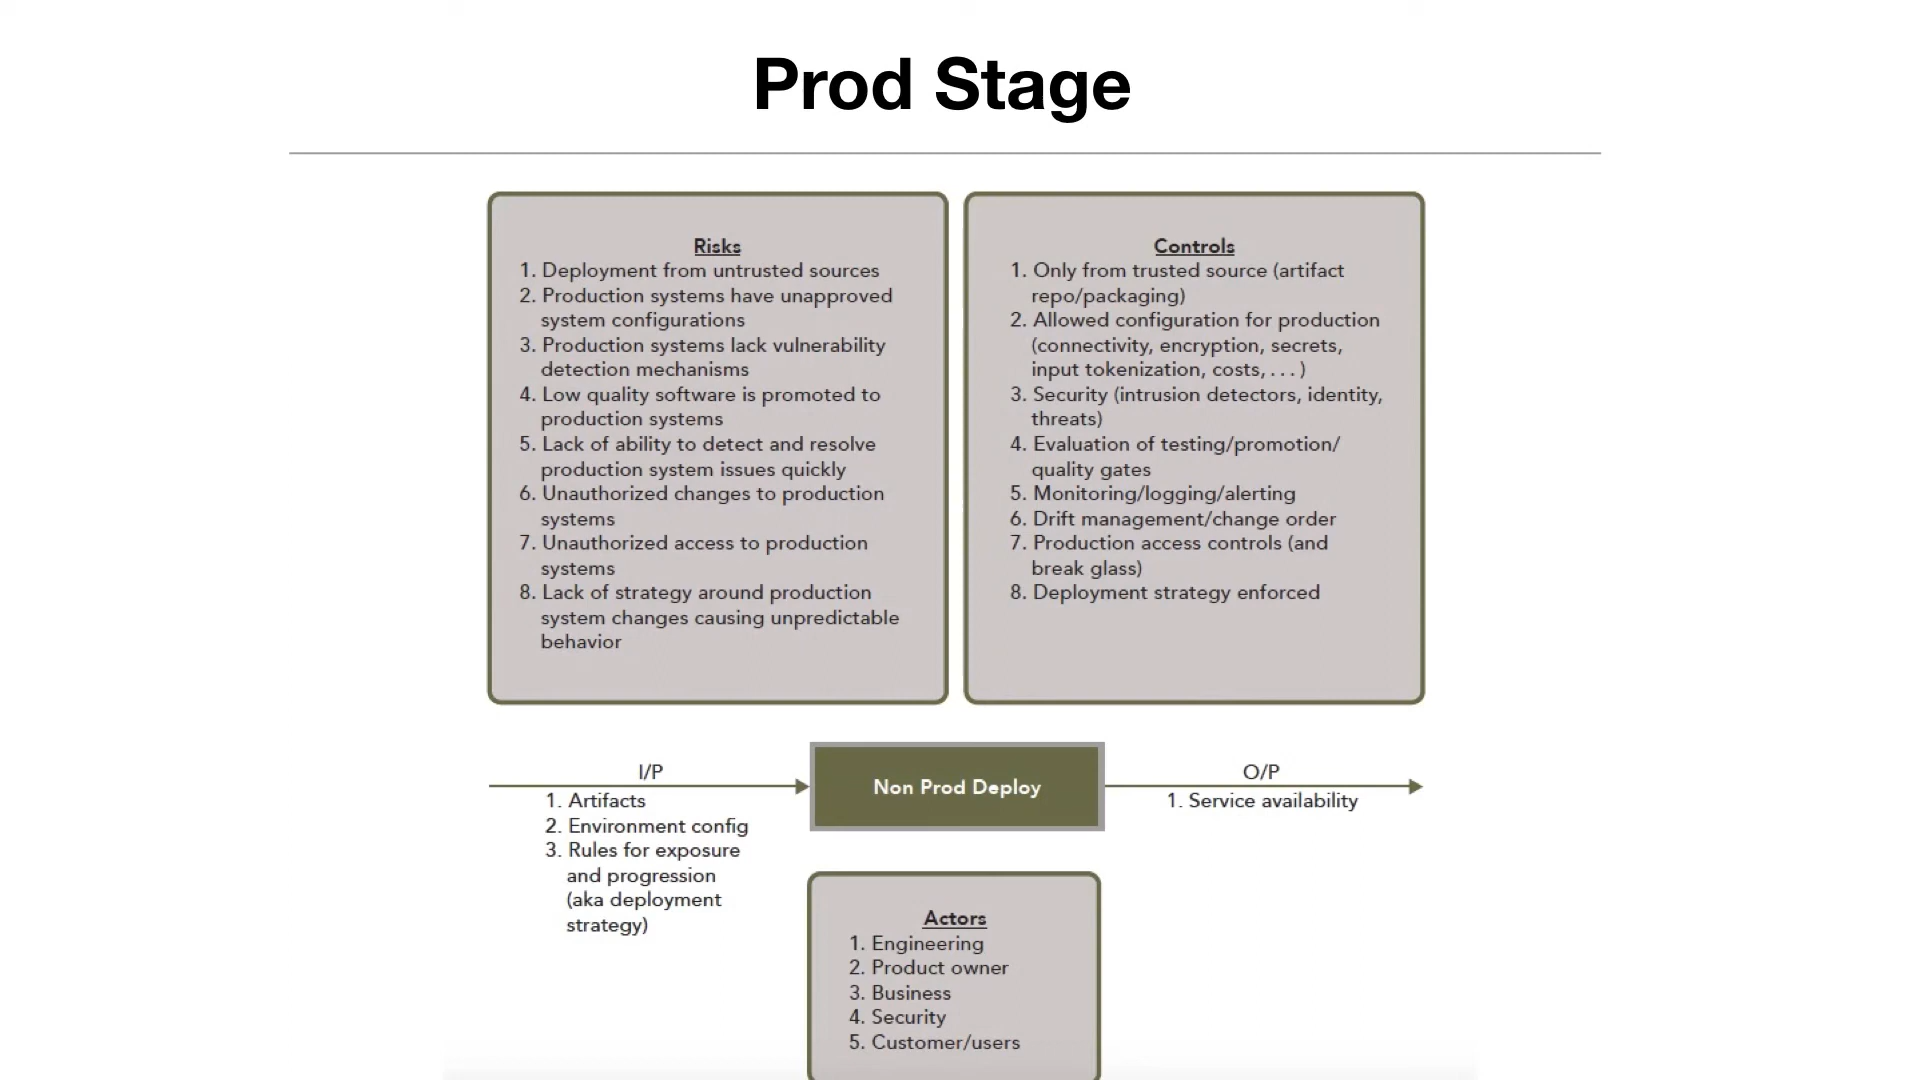 Prod Stage
Risks
1. Deployment from untrusted sources
2. Production systems have unapproved
system configurations
3. Production systems lack vulnerability
detection mechanisms
4. Low quality software is promoted to
production systems
5. Lack of ability to detect and resolve
production system issues quickly
6. Unauthorized changes to production
systems
7. Unauthorized access to production
systems
8. Lack of strategy around production
system changes causing unpredictable
behavior
Controls
1. Only from trusted source (artifact
repo/packaging)
2. Allowed configuration for production
(connectivity, encryption, secrets,
input tokenization, costs, . . . )
3. Security (intrusion detectors, identity,
threats)
4. Evaluation of testing/promotion/
quality gates
5. Monitoring/logging/alerting
6. Drift management/change order
7. Production access controls (and
break glass)
8. Deployment strategy enforced
I/P
1. Artifacts
2. Environment config
3. Rules for exposure
and progression
(aka deployment
strategy)
Non Prod Deploy
O/P
1. Service availability
Actors
1. Engineering
2. Product owner
3. Business
4. Security
5. Customer/users